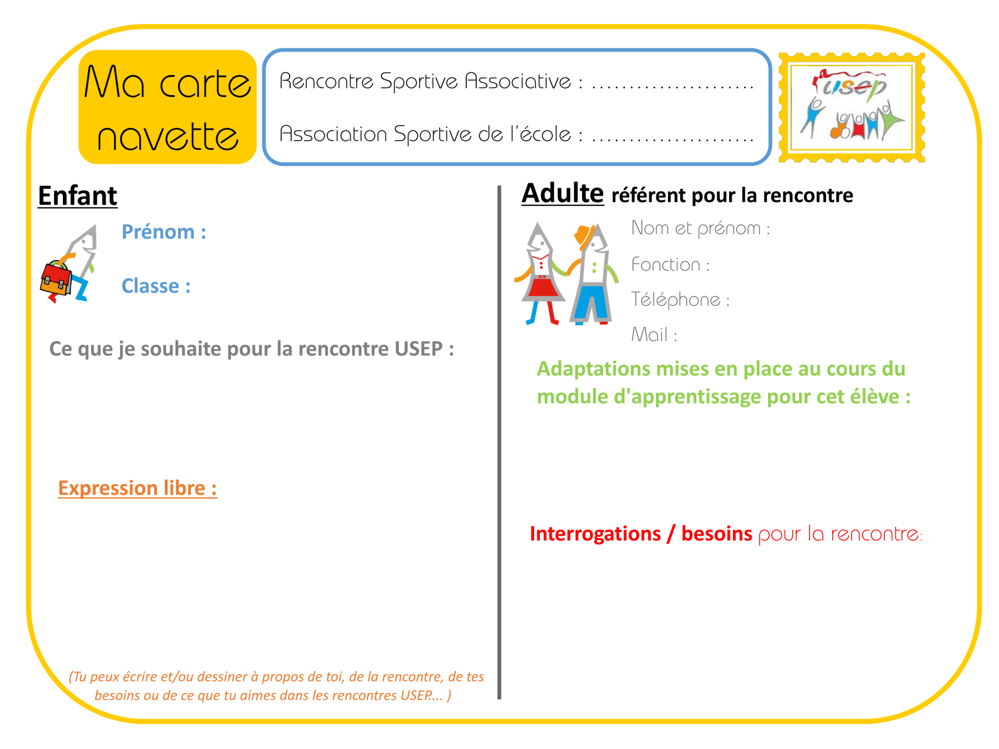 Ma carte
navette
Rencontre Sportive Associative : ......................
Association Sportive de l'école : ......................
usep
Enfant
Prénom :
Classe :
Ce que je souhaite pour la rencontre USEP :
Expression libre :
(Tu peux écrire et/ou dessiner à propos de toi, de la rencontre, de tes
besoins ou de ce que tu aimes dans les rencontres USEP.... )
Adulte référent pour la rencontre
Nom et prénom :
Fonction :
Téléphone :
Mail :
Adaptations mises en place au cours du
module d'apprentissage pour cet élève :
Interrogations / besoins pour la rencontre: